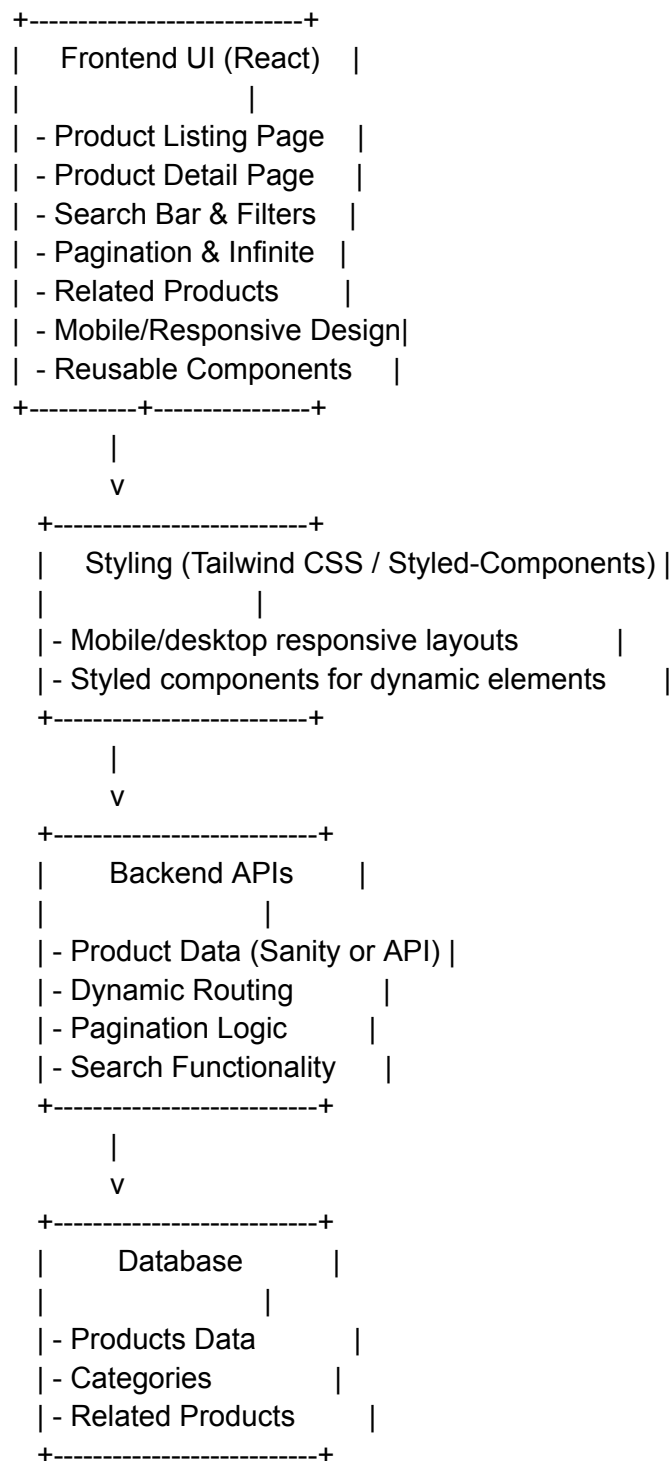 +----------------------------+
|     Frontend UI (React)    |
|                            |
|  - Product Listing Page    |
|  - Product Detail Page     |
|  - Search Bar & Filters    |
|  - Pagination & Infinite   |
|  - Related Products        |
|  - Mobile/Responsive Design|
|  - Reusable Components     |
+-----------+----------------+
|
v
+--------------------------+
|     Styling (Tailwind CSS / Styled-Components) |
|                          |
| - Mobile/desktop responsive layouts            |
| - Styled components for dynamic elements       |
+--------------------------+
|
v
+---------------------------+
|        Backend APIs       |
|                           |
| - Product Data (Sanity or API) |
| - Dynamic Routing         |
| - Pagination Logic        |
| - Search Functionality    |
+---------------------------+
|
v
+---------------------------+
|         Database          |
|                           |
| - Products Data           |
| - Categories              |
| - Related Products        |
+---------------------------+